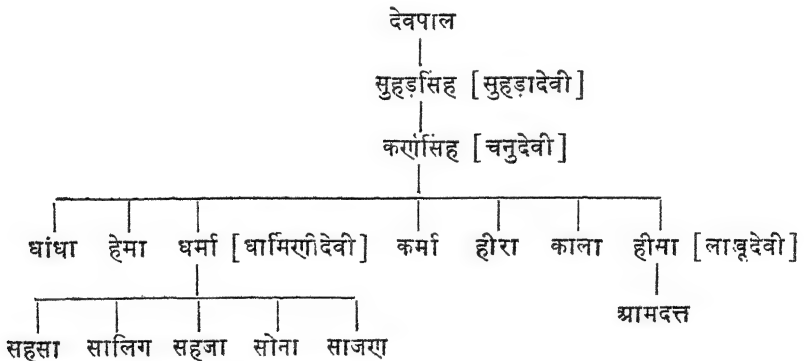 देवपाल
सुहड़सिंह [सुहड़ादेवी]
कर्णसिंह [चनुदेवी]
धांधा हेमा धर्मा [धार्मिणीदेवी] कर्मा हीरा काला हीमा [लाखूदेवी]
आमदत्त
सहसा सालिग सहजा सोना साजण